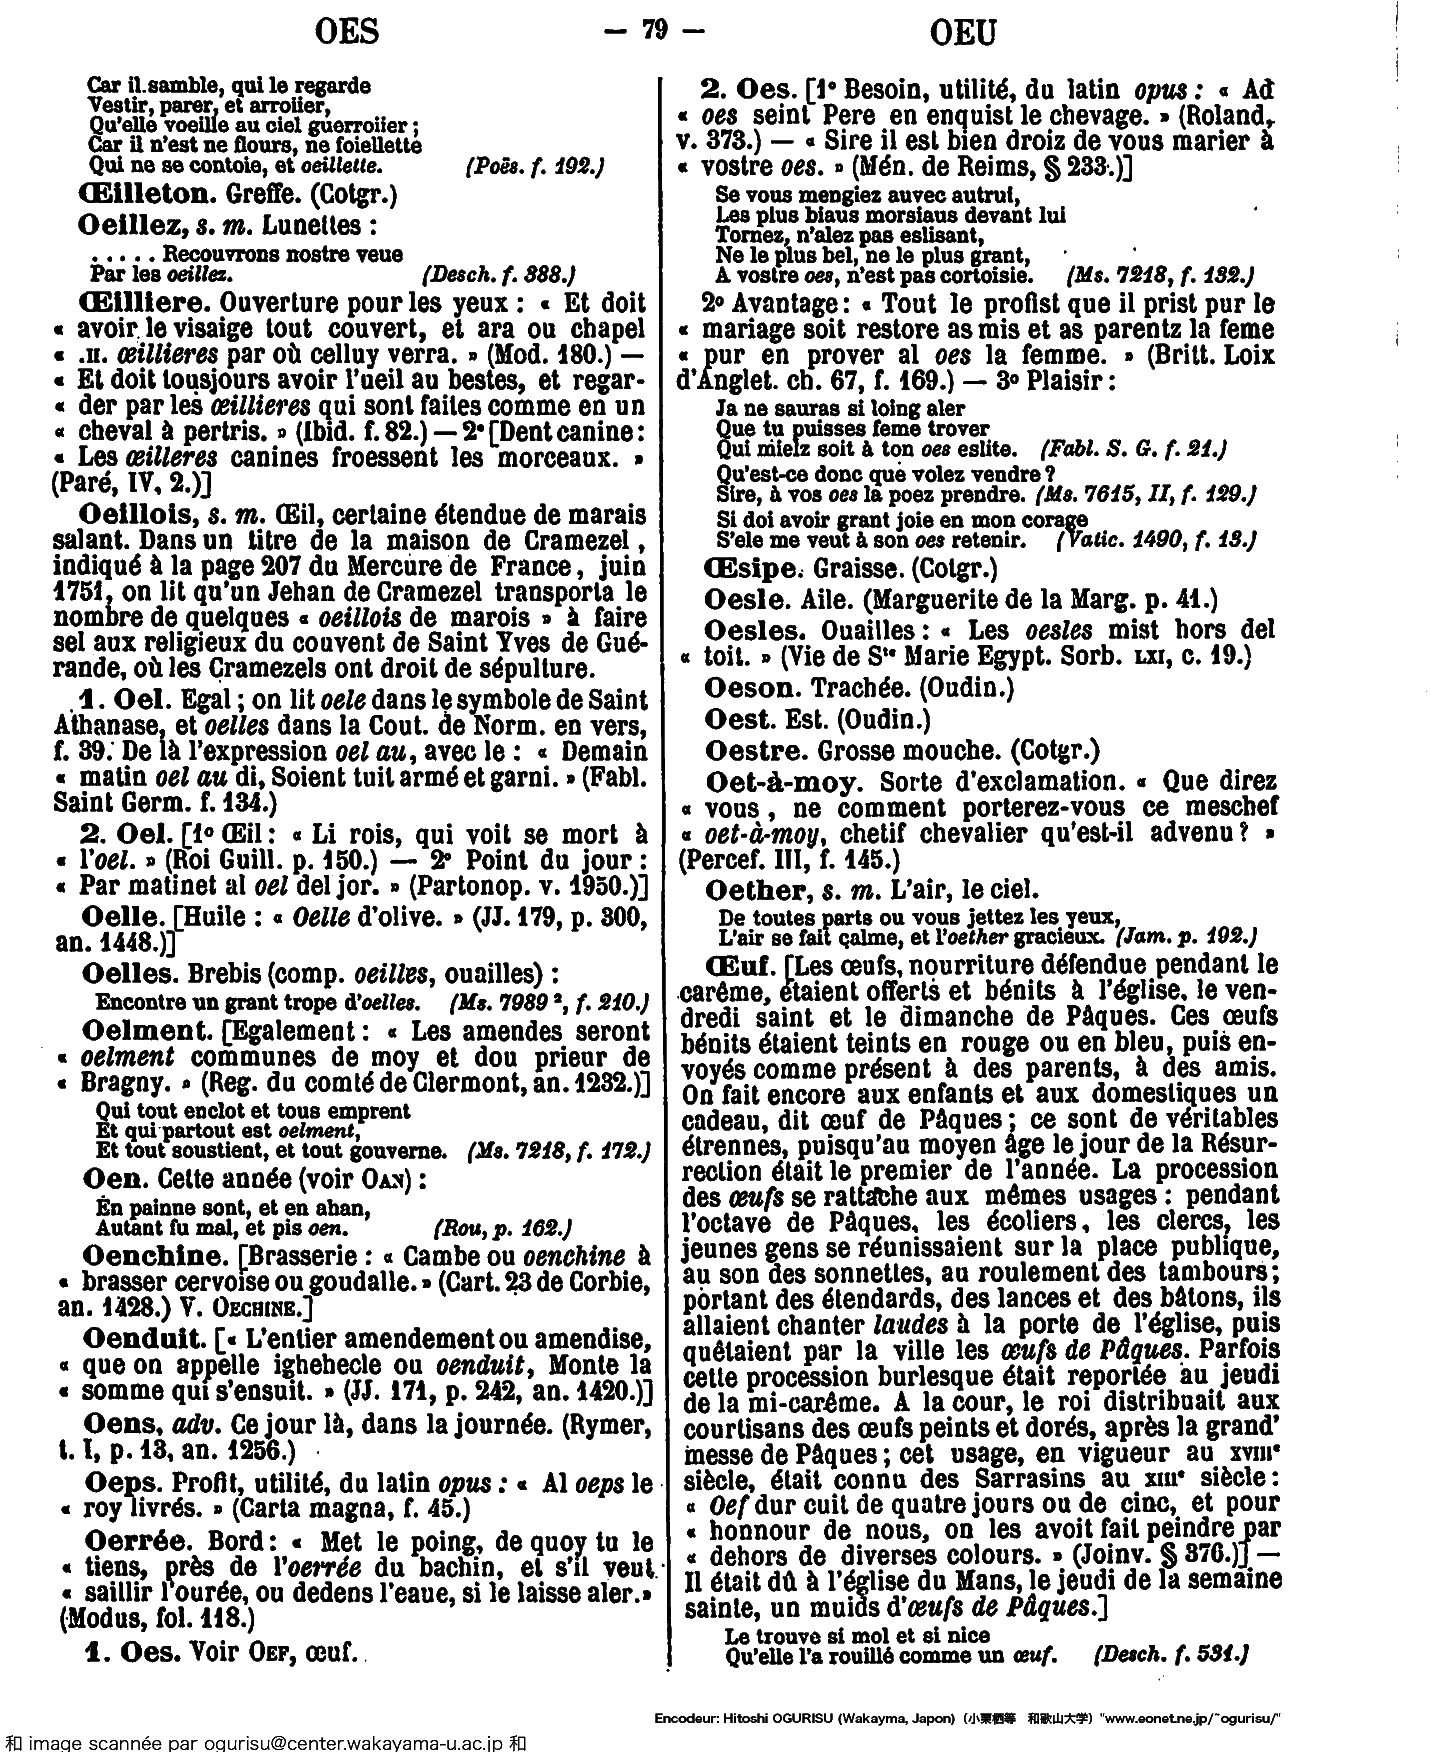 OES — 79 — OEU
Car il samble, qui le regarde
Vestir, parer, et arroiier,
Qu'elle voeille au ciel guerroiier ;
Car il n'est ne flours, ne foiellette
Qui ne se contoie, et oeillette. (Poës. f. 192.)
Œilleton. Greffe. (Cotgr.)
Oeillez, s. m. Lunettes :
. . . . . Recouvrons nostre veue
Par les oeillez. (Desch. f. 388.)
Œilliere. Ouverture pour les yeux : « Et doit
« avoir le visaige tout couvert, et ara ou chapel
« .II. œillieres par où celluy verra. » (Mod. 180.) —
« Et doit tousjours avoir l'ueil au bestes, et regar-
« der par les œillieres qui sont faites comme en un
« cheval à pertris. » (Ibid. f. 82.) — 2° [Dent canine :
« Les œilleres canines froessent les morceaux. »
(Paré, IV, 2.)]
Oeillois, s. m. Œil, certaine étendue de marais
salant. Dans un titre de la maison de Cramezel,
indiqué à la page 207 du Mercure de France, juin
1751, on lit qu'un Jehan de Cramezel transporta le
nombre de quelques « oeillois de marois » à faire
sel aux religieux du couvent de Saint Yves de Gué-
rande, où les Cramezels ont droit de sépulture.
1. Oel. Egal ; on lit oele dans le symbole de Saint
Athanase, et oelles dans la Cout. de Norm. en vers,
f. 39. De là l'expression oel au, avec le : « Demain
« matin oel au di, Soient tuit armé et garni. » (Fabl.
Saint Germ. f. 134.)
2. Oel. [1° Œil : « Li rois, qui voit se mort à
« l'oel. » (Roi Guill. p. 150.) — 2° Point du jour :
« Par matinet al oel del jor. » (Partonop. v. 1950.)]
Oelle. [Huile : « Oelle d'olive. » (JJ. 179, p. 300,
an. 1448.)]
Oelles. Brebis (comp. oeilles, ouailles) :
Encontre un grant trope d'oelles. (Ms. 7989 ², f. 210.)
Oelment. [Egalement : « Les amendes seront
« oelment communes de moy et dou prieur de
« Bragny. » (Reg. du comté de Clermont, an. 1232.)]
Qui tout enclot et tous emprent
Et qui partout est oelment,
Et tout soustient, et tout gouverne. (Ms. 7218, f. 172.)
Oen. Cette année (voir OAN) :
En painne sont, et en ahan,
Autant fu mal, et pis oen. (Rou, p. 162.)
Oenchine. [Brasserie : « Cambe ou oenchine à
« brasser cervoise ou goudalle. » (Cart. 23 de Corbie,
an. 1428.) V. OECHINE.]
Oenduit. [« L'entier amendement ou amendise,
« que on appelle ighehecle ou oenduit, Monte la
« somme qui s'ensuit. » (JJ. 171, p. 242, an. 1420.)]
Oens, adv. Ce jour là, dans la journée. (Rymer,
t. I, p. 13, an. 1256.)
Oeps. Profit, utilité, du latin opus : « Al oeps le
« roy livrés. » (Carta magna, f. 45.)
Oerrée. Bord : « Met le poing, de quoy tu le
« tiens, près de l'oerrée du bachin, et s'il veut
« saillir l'ourée, ou dedens l'eaue, si le laisse aler. »
(Modus, fol. 118.)
1. Oes. Voir OEF, œuf.
2. Oes. [1° Besoin, utilité, du latin opus : « Ad
« oes seint Pere en enquist le chevage. » (Roland,
v. 373.) — « Sire il est bien droiz de vous marier à
« vostre oes. » (Mén. de Reims, § 233.)]
Se vous mengiez auvec autrui,
Les plus biaus morsiaus devant lui
Tornez, n'alez pas eslisant,
Ne le plus bel, ne le plus grant,
A vostre oes, n'est pas cortoisie. (Ms. 7218, f. 132.)
2° Avantage : « Tout le profist que il prist pur le
« mariage soit restore as mis et as parentz la feme
« pur en prover al oes la femme. » (Britt. Loix
d'Anglet. ch. 67, f. 169.) — 3° Plaisir :
Ja ne sauras si loing aler
Que tu puisses feme trover
Qui mielz soit à ton oes eslite. (Fabl. S. G. f. 21.)
Qu'est-ce donc que volez vendre ?
Sire, à vos oes la poez prendre. (Ms. 7615, II, f. 129.)
Si doi avoir grant joie en mon corage
S'ele me veut à son oes retenir. (Vatic. 1490, f. 13.)
Œsipe. Graisse. (Cotgr.)
Oesle. Aile. (Marguerite de la Marg. p. 41.)
Oesles. Ouailles : « Les oesles mist hors del
« toit. » (Vie de Ste Marie Egypt. Sorb. LXI, c. 19.)
Oeson. Trachée. (Oudin.)
Oest. Est. (Oudin.)
Oestre. Grosse mouche. (Cotgr.)
Oet-à-moy. Sorte d'exclamation. « Que direz
« vous, ne comment porterez-vous ce meschef
« oet-à-moy, chetif chevalier qu'est-il advenu ? »
(Percef. III, f. 145.)
Oether, s. m. L'air, le ciel.
De toutes parts ou vous jettez les yeux,
L'air se fait calme, et l'oether gracieux. (Jam. p. 192.)
Œuf. [Les œufs, nourriture défendue pendant le
carême, étaient offerts et bénits à l'église, le ven-
dredi saint et le dimanche de Pâques. Ces œufs
bénits étaient teints en rouge ou en bleu, puis en-
voyés comme présent à des parents, à des amis.
On fait encore aux enfants et aux domestiques un
cadeau, dit œuf de Pâques ; ce sont de véritables
étrennes, puisqu'au moyen âge le jour de la Résur-
rection était le premier de l'année. La procession
des œufs se rattache aux mêmes usages : pendant
l'octave de Pâques, les écoliers, les clercs, les
jeunes gens se réunissaient sur la place publique,
au son des sonnettes, au roulement des tambours ;
portant des étendards, des lances et des bâtons, ils
allaient chanter laudes à la porte de l'église, puis
quêtaient par la ville les œufs de Pâques. Parfois
cette procession burlesque était reportée au jeudi
de la mi-carême. A la cour, le roi distribuait aux
courtisans des œufs peints et dorés, après la grand'
messe de Pâques ; cet usage, en vigueur au XVIIIe
siècle, était connu des Sarrasins au XIIIe siècle :
« Oef dur cuit de quatre jours ou de cinc, et pour
« honnour de nous, on les avoit fait peindre par
« dehors de diverses colours. » (Joinv. § 376.)] —
Il était dû à l'église du Mans, le jeudi de la semaine
sainte, un muids d'œufs de Pâques.]
Le trouve si mol et si nice
Qu'elle l'a rouillé comme un œuf. (Desch. f. 531.)
Encodeur: Hitoshi OGURISU (Wakayma, Japon) (小栗栖等 和歌山大学) "www.eonet.ne.jp/~ogurisu/"
和 image scannée par ogurisu@center.wakayama-u.ac.jp 和